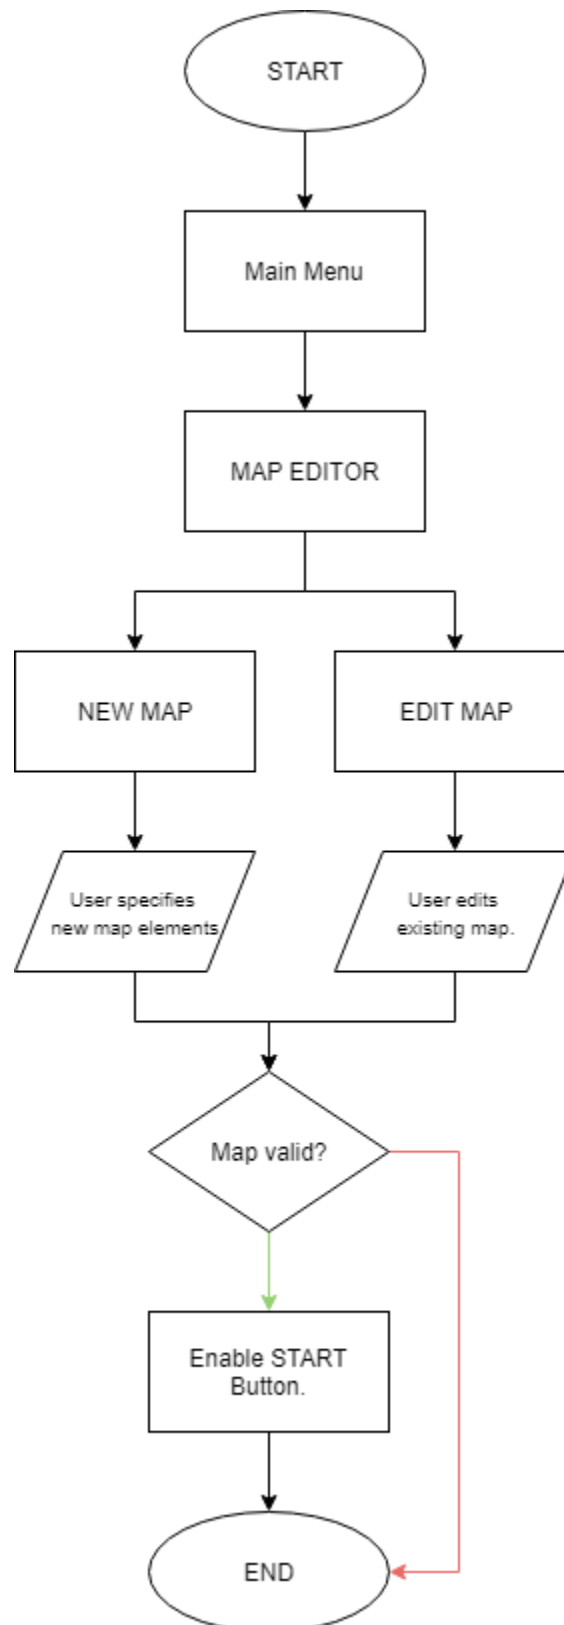 START
Main Menu
MAP EDITOR
NEW MAP
EDIT MAP
User specifies
new map elements
User edits
existing map.
Map valid?
Enable START
Button.
END